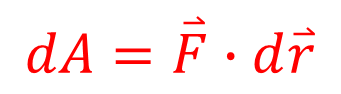 dA = F⃗ · dr⃗